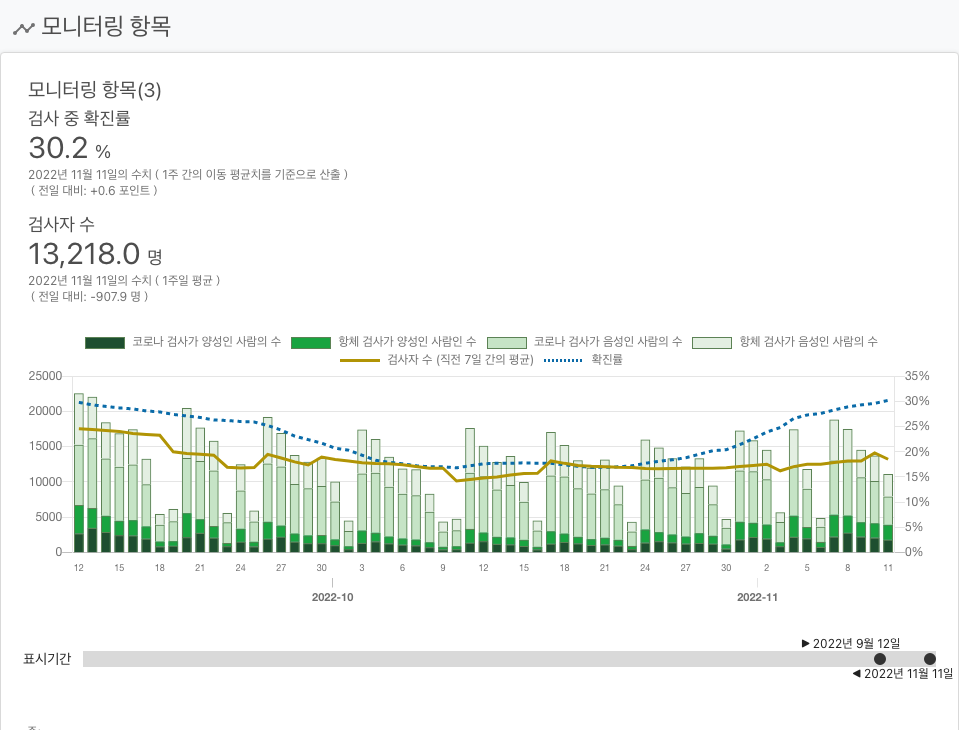 모니터링 항목
모니터링 항목(3)
검사 중 확진률
30.2 %
2022년 11월 11일의 수치 ( 1주 간의 이동 평균치를 기준으로 산출 )
( 전일 대비: +0.6 포인트 )
검사자 수
13,218.0 명
2022년 11월 11일의 수치 ( 1주일 평균 )
( 전일 대비: -907.9 명 )
코로나 검사가 양성인 사람의 수 항체 검사가 양성인 사람인 수 코로나 검사가 음성인 사람의 수 항체 검사가 음성인 사람의 수
검사자 수 (직전 7일 간의 평균) 확진률
25000 35%
20000 30%
15000 25%
10000 20%
5000 15%
0 10%
5%
0%
12 15 18 21 24 27 30 3 6 9 12 15 18 21 24 27 30 2 5 8 11
2022-10 2022-11
▶ 2022년 9월 12일
표시기간
◀ 2022년 11월 11일